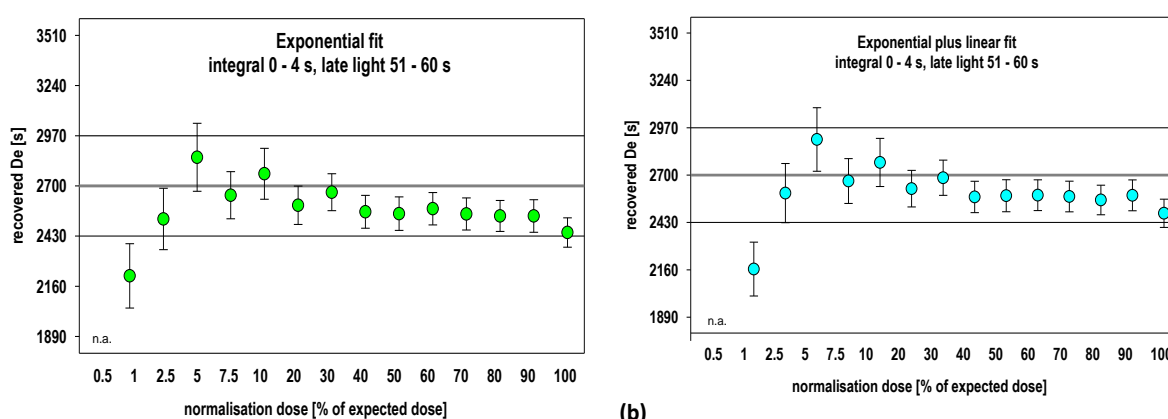 Exponential fit
integral 0 - 4 s, late light 51 - 60 s
recovered De [s]
3510
3240
2970
2700
2430
2160
1890
n.a.
0.5 1 2.5 5 7.5 10 20 30 40 50 60 70 80 90 100
normalisation dose [% of expected dose]
(b)
Exponential plus linear fit
integral 0 - 4 s, late light 51 - 60 s
recovered De [s]
3510
3240
2970
2700
2430
2160
1890
n.a.
0.5 1 2.5 5 7.5 10 20 30 40 50 60 70 80 90 100
normalisation dose [% of expected dose]